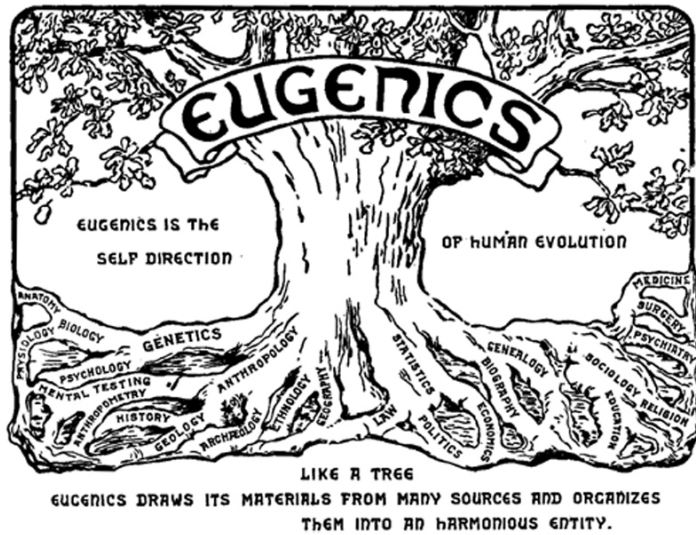 EUGENICS
EUGENICS IS THE
SELF DIRECTION
OF HUMAN EVOLUTION
ANATOMY
PHYSIOLOGY
BIOLOGY
GENETICS
PSYCHOLOGY
MENTAL TESTING
ANTHROPOMETRY
HISTORY
GEOLOGY
ANTHROPOLOGY
ARCHÆOLOGY
ETHNOLOGY
GEOGRAPHY
LAW
STATISTICS
POLITICS
ECONOMICS
BIOGRAPHY
GENEALOGY
EDUCATION
SOCIOLOGY
RELIGION
PSYCHIATRY
SURGERY
MEDICINE
LIKE A TREE
EUGENICS DRAWS ITS MATERIALS FROM MANY SOURCES AND ORGANIZES
THEM INTO AN HARMONIOUS ENTITY.